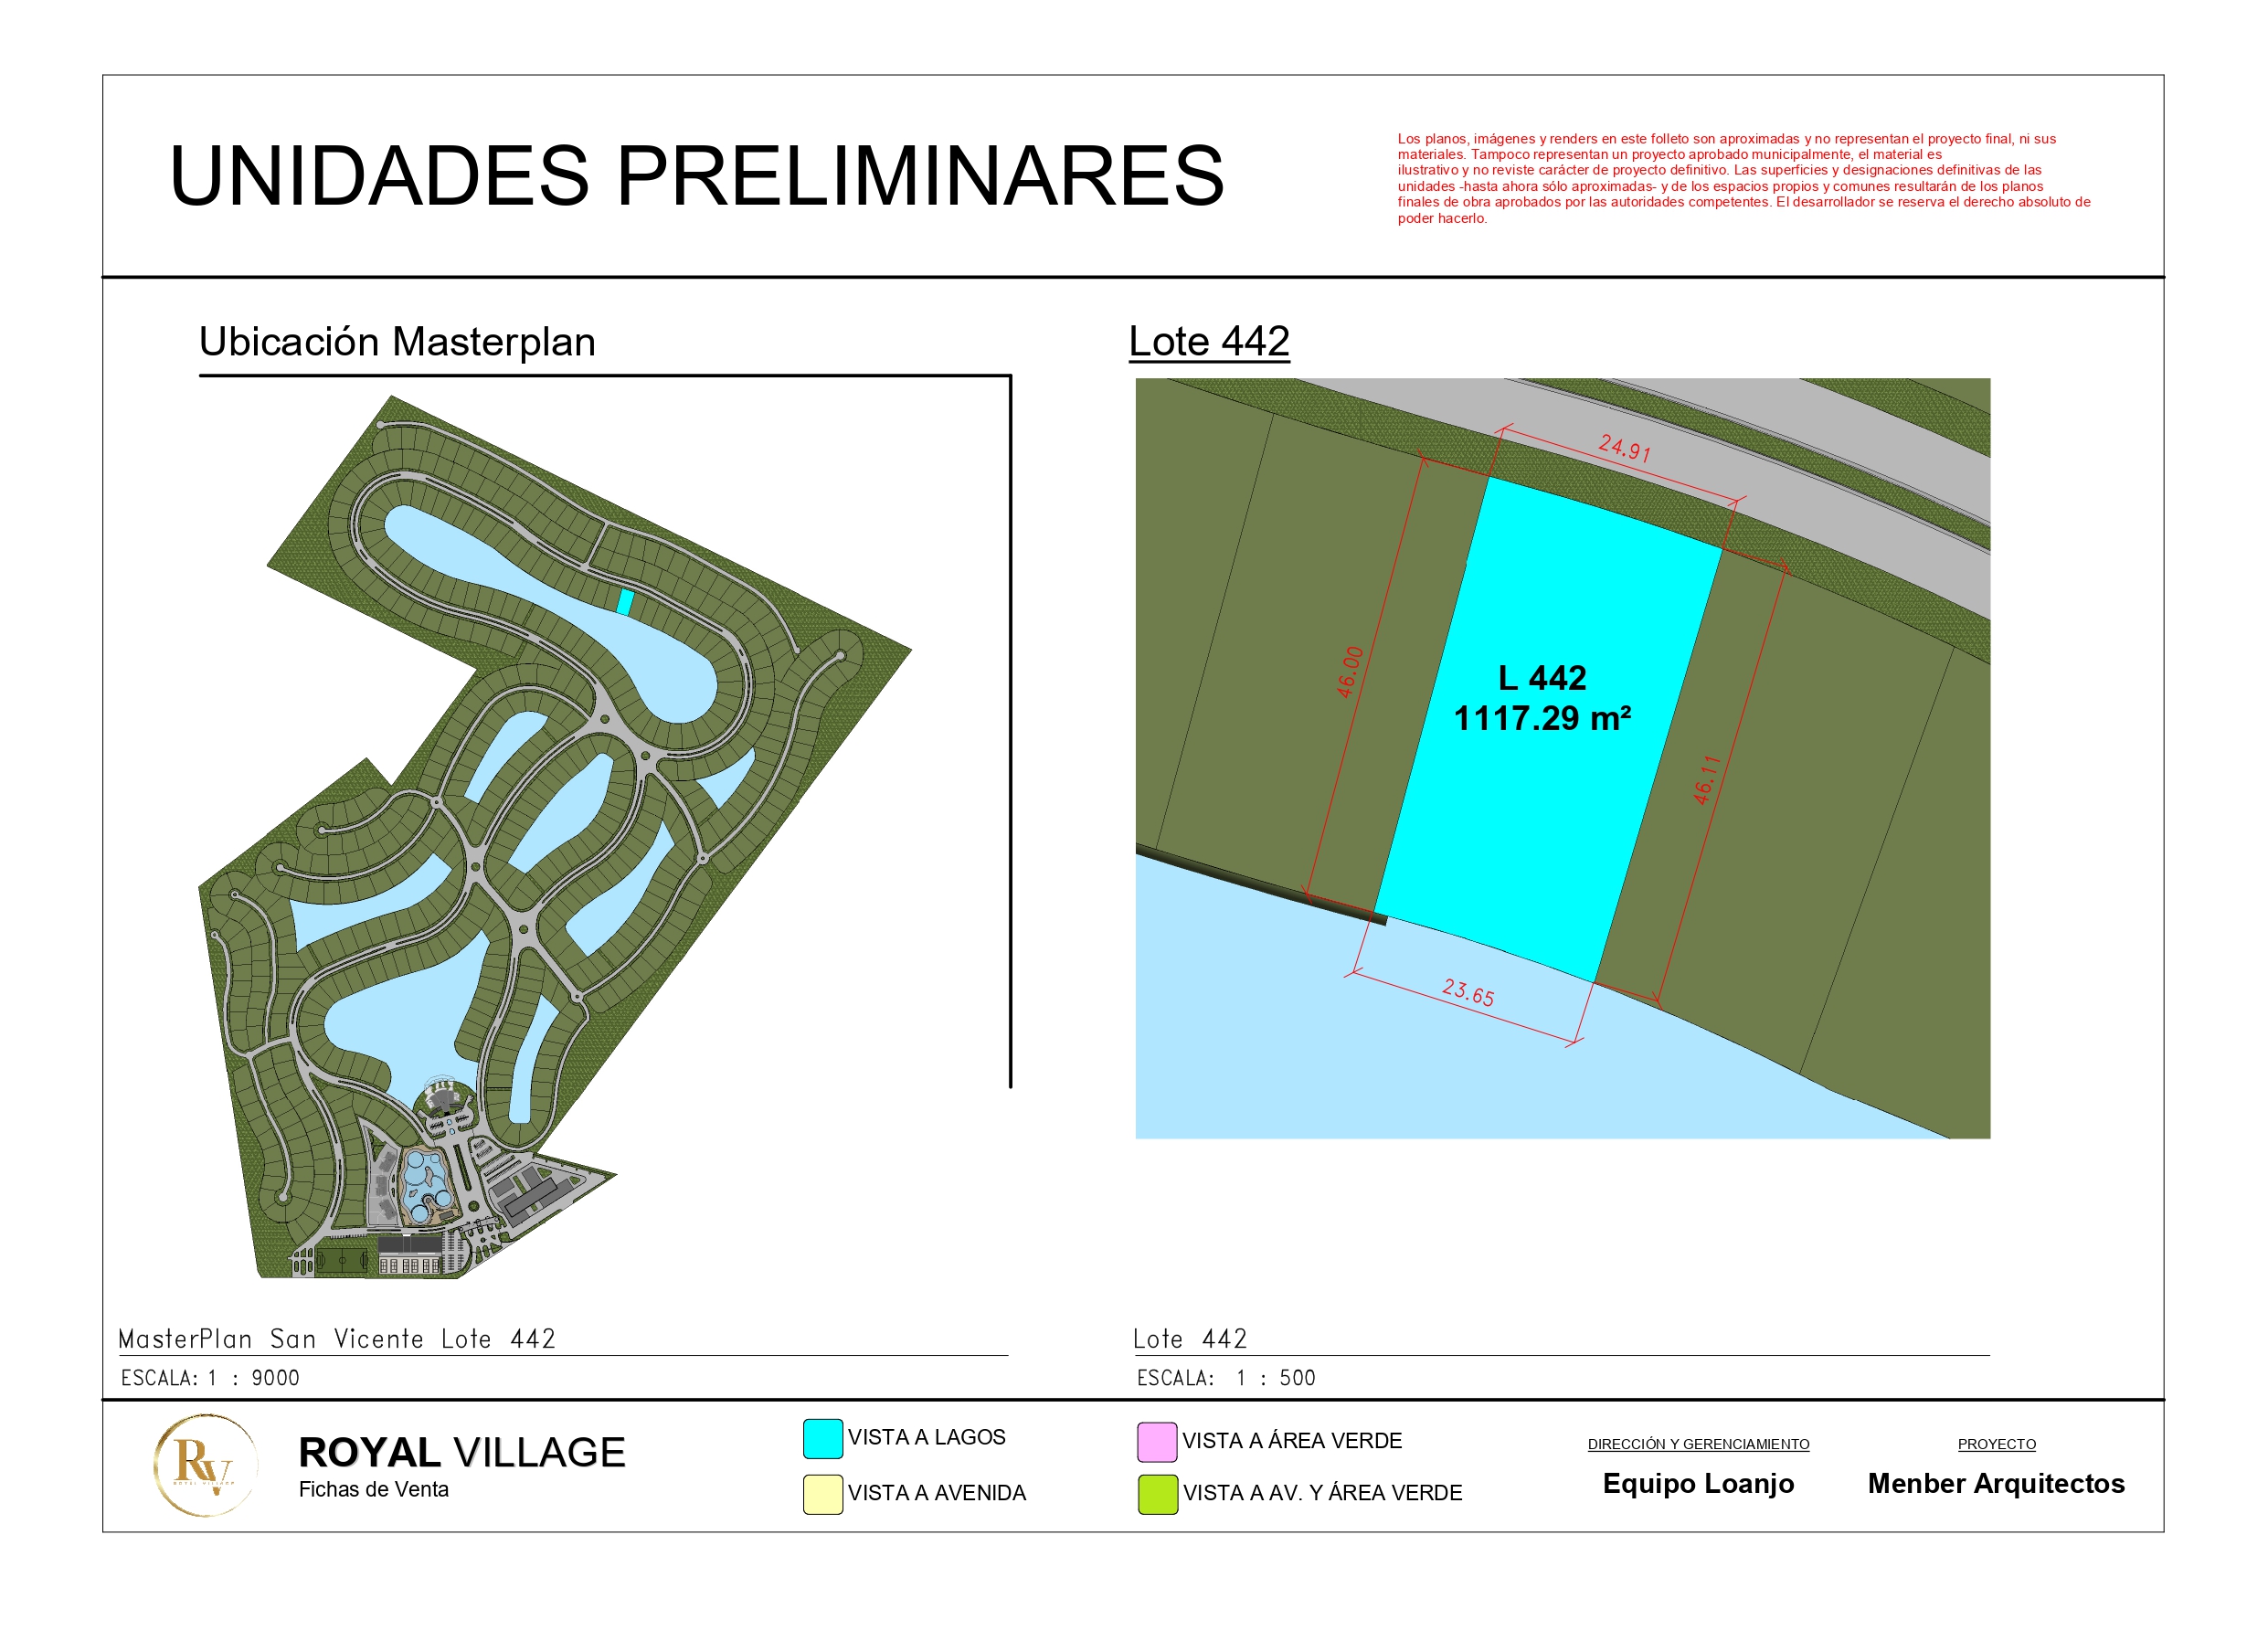 UNIDADES PRELIMINARES
Los planos, imágenes y renders en este folleto son aproximadas y no representan el proyecto final, ni sus
materiales. Tampoco representan un proyecto aprobado municipalmente, el material es
ilustrativo y no reviste carácter de proyecto definitivo. Las superficies y designaciones definitivas de las
unidades -hasta ahora sólo aproximadas- y de los espacios propios y comunes resultarán de los planos
finales de obra aprobados por las autoridades competentes. El desarrollador se reserva el derecho absoluto de
poder hacerlo.
Ubicación Masterplan
Lote 442
24.91
46.00
L 442
1117.29 m²
46.11
23.65
MasterPlan San Vicente Lote 442
ESCALA: 1 : 9000
Lote 442
ESCALA: 1 : 500
RV
ROYAL VILLAGE
ROYAL VILLAGE
Fichas de Venta
VISTA A LAGOS
VISTA A AVENIDA
VISTA A ÁREA VERDE
VISTA A AV. Y ÁREA VERDE
DIRECCIÓN Y GERENCIAMIENTO
Equipo Loanjo
PROYECTO
Menber Arquitectos